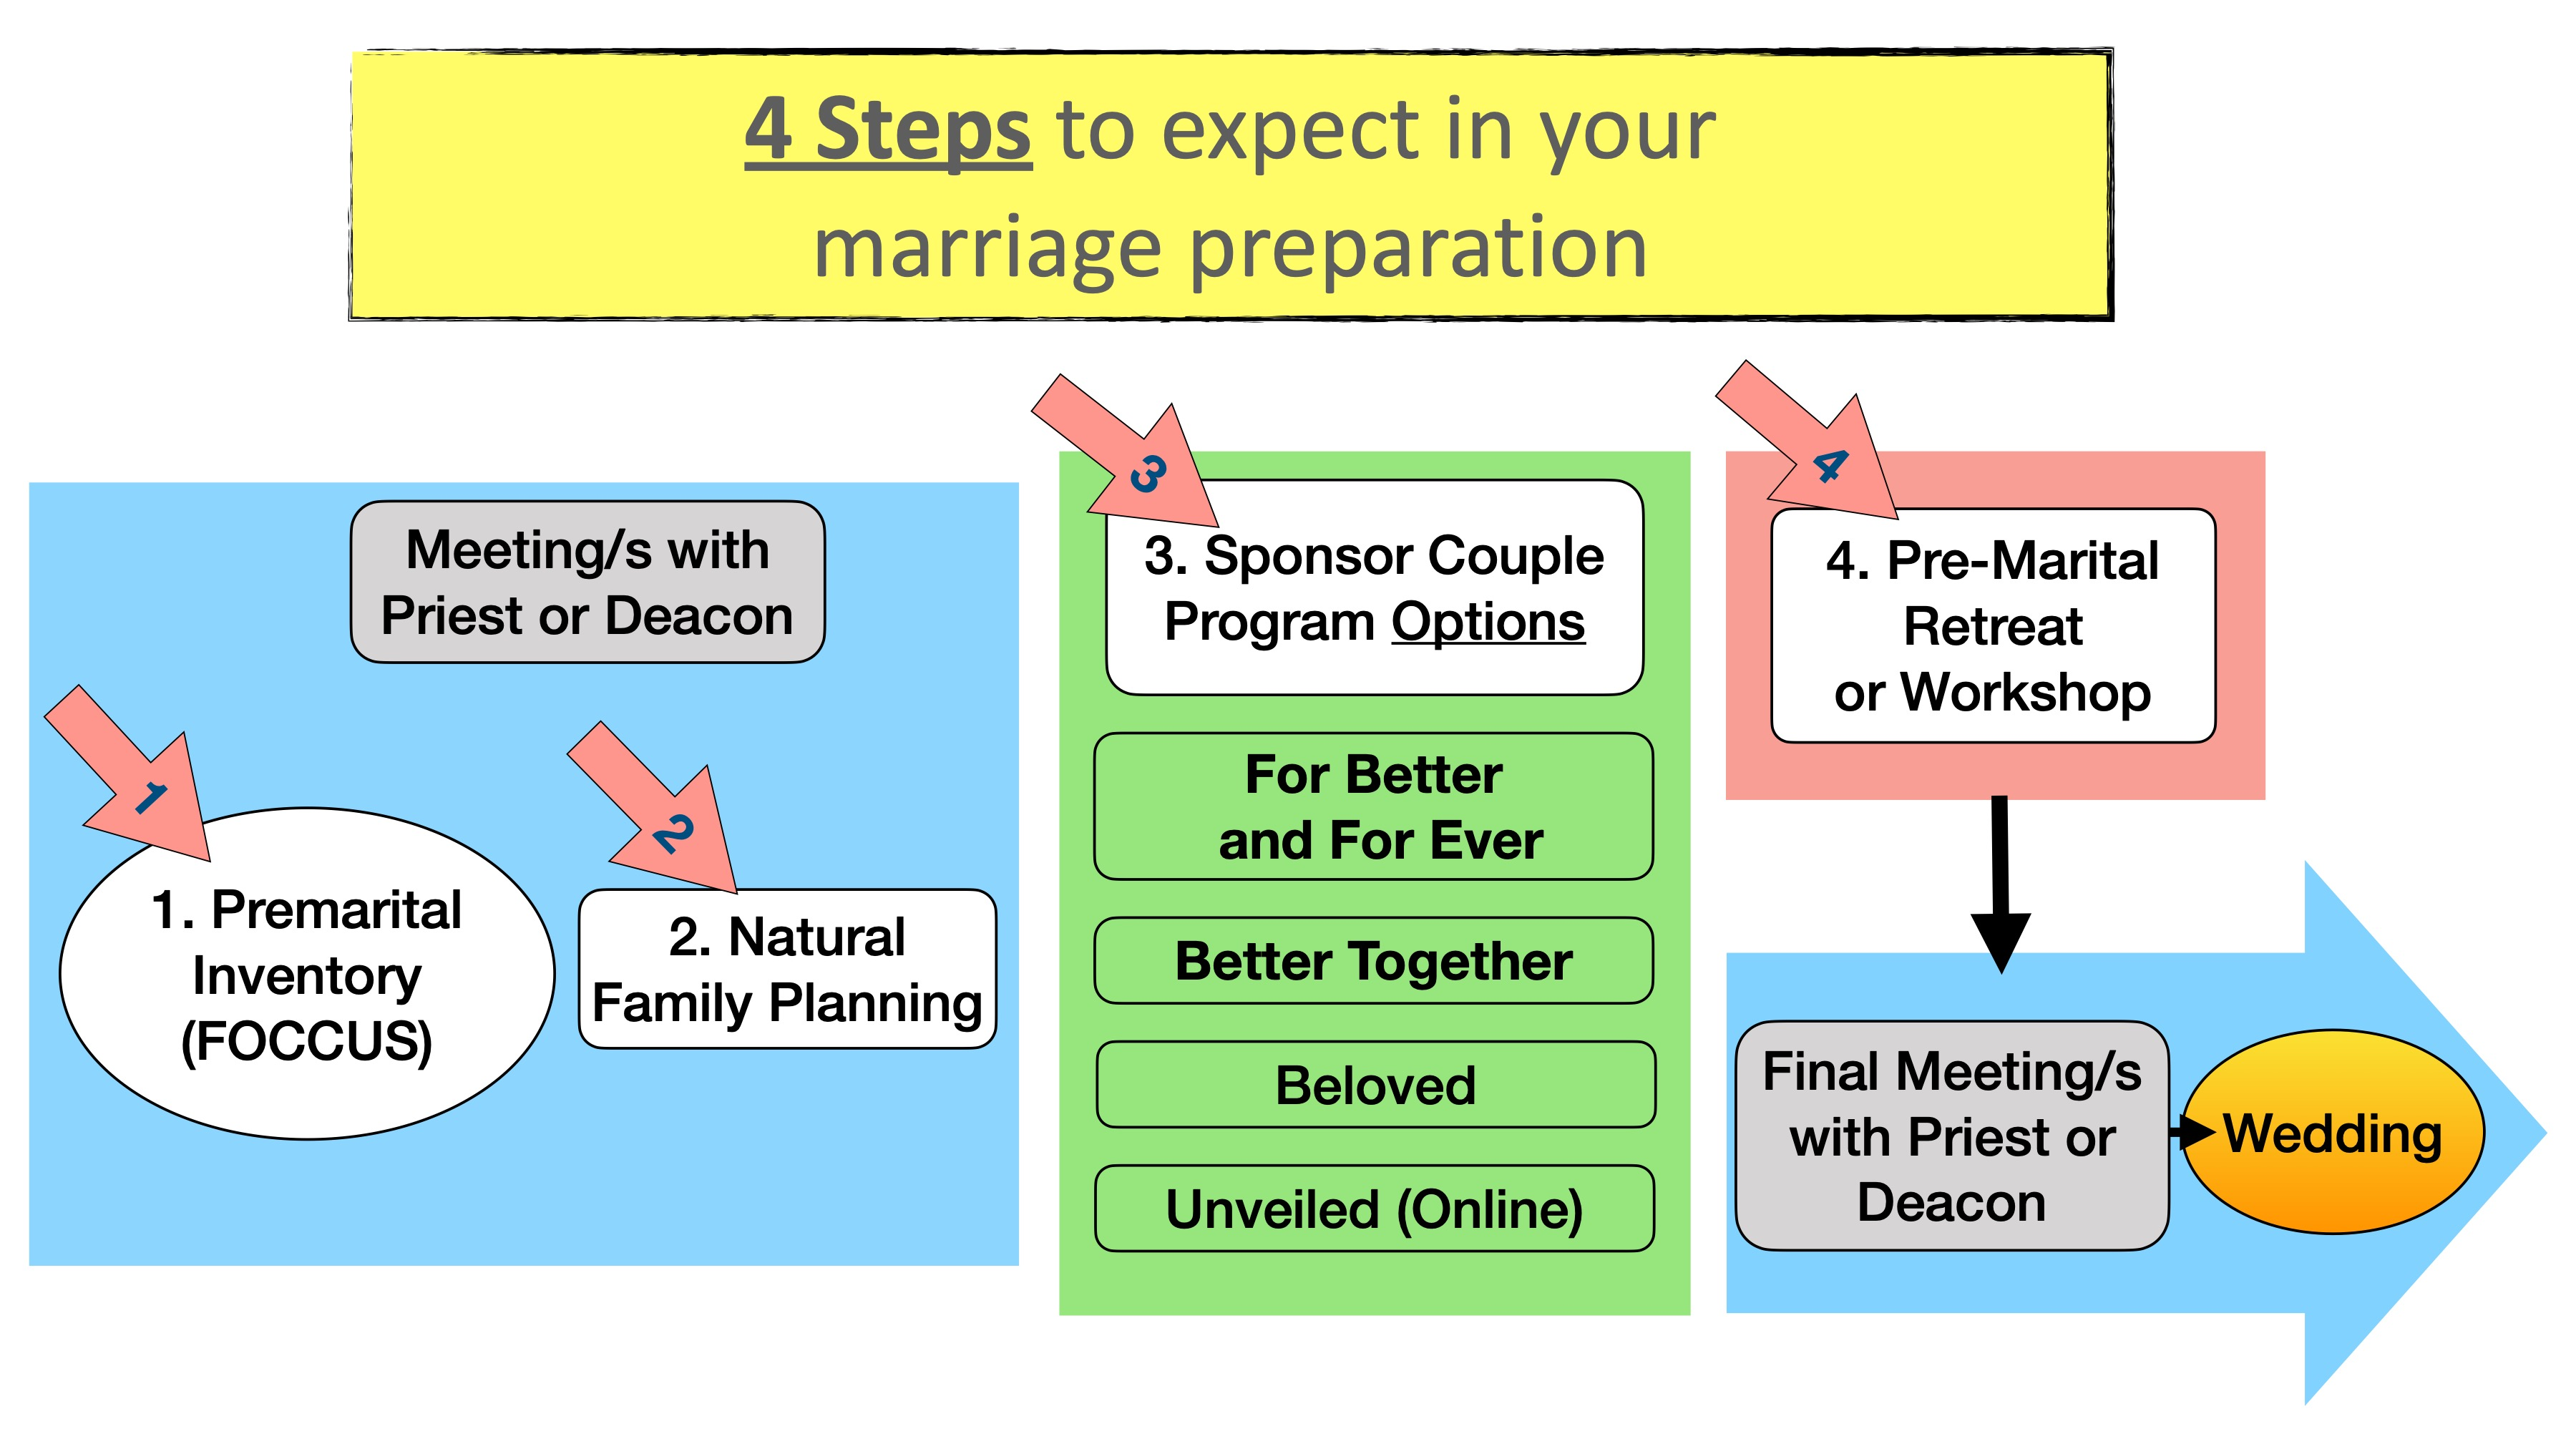 4 Steps to expect in your
marriage preparation
Meeting/s with
Priest or Deacon
1
1. Premarital
Inventory
(FOCCUS)
2
2. Natural
Family Planning
3
3. Sponsor Couple
Program Options
For Better
and For Ever
Better Together
Beloved
Unveiled (Online)
4
4. Pre-Marital
Retreat
or Workshop
Final Meeting/s
with Priest or
Deacon
Wedding